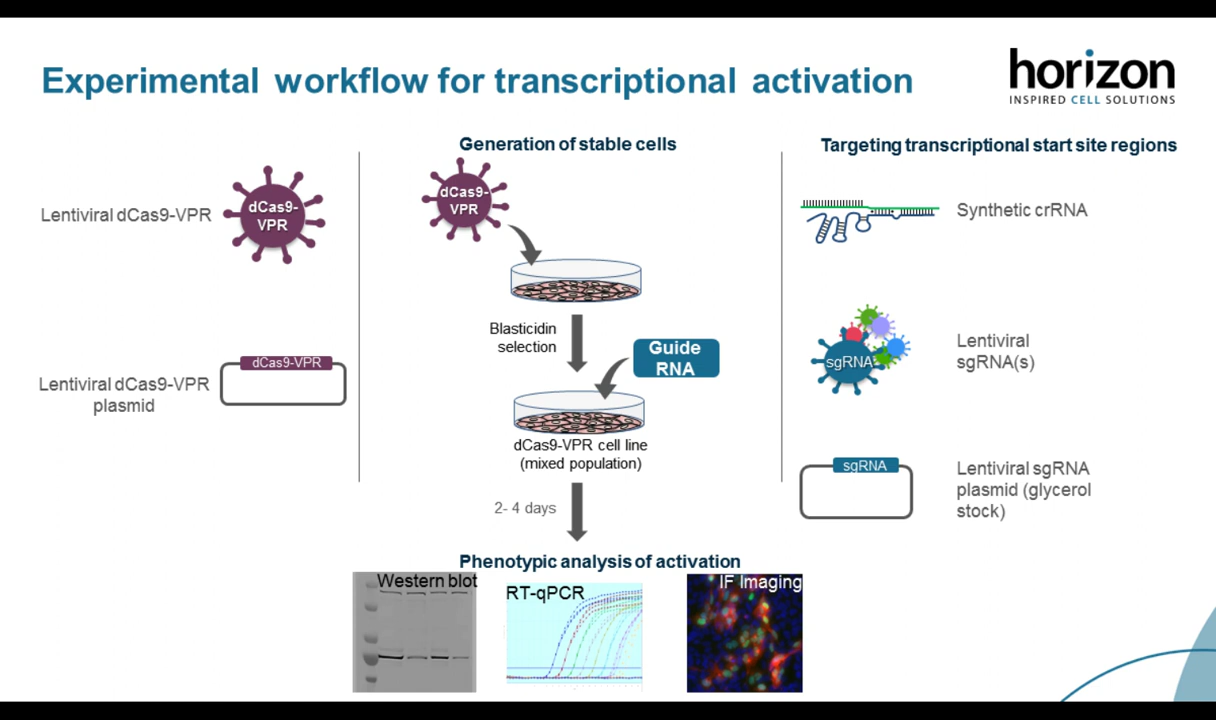 Experimental workflow for transcriptional activation
horizon
INSPIRED CELL SOLUTIONS
Lentiviral dCas9-VPR
dCas9-
VPR
Lentiviral dCas9-VPR
plasmid
dCas9-VPR
Generation of stable cells
dCas9-
VPR
Blasticidin
selection
Guide
RNA
dCas9-VPR cell line
(mixed population)
2- 4 days
Targeting transcriptional start site regions
Synthetic crRNA
sgRNA
Lentiviral
sgRNA(s)
sgRNA
Lentiviral sgRNA
plasmid (glycerol
stock)
Phenotypic analysis of activation
Western blot
RT-qPCR
IF Imaging